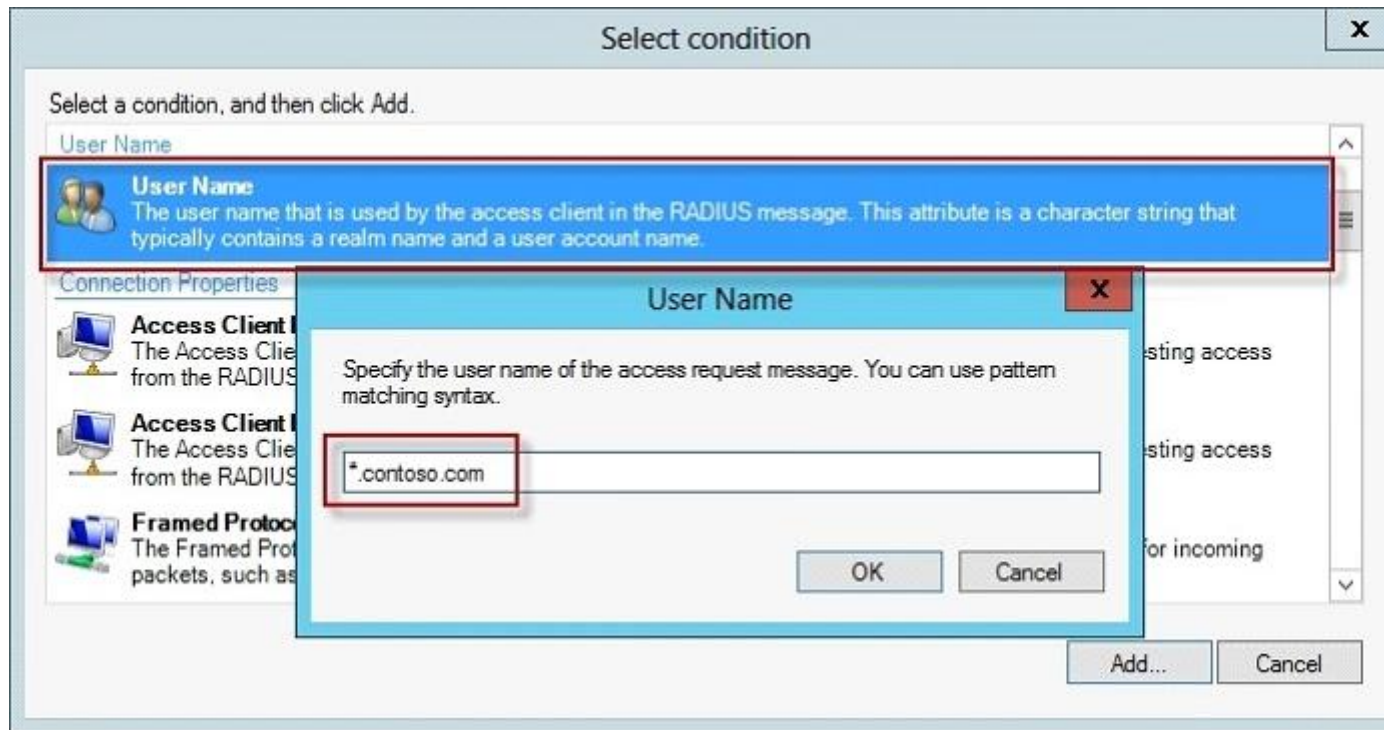 Select condition
x
Select a condition, and then click Add.
User Name
User Name
The user name that is used by the access client in the RADIUS message. This attribute is a character string that
typically contains a realm name and a user account name.
Connection Properties
User Name
x
Access Client
The Access Clie
esting access
from the RADIUS
Specify the user name of the access request message. You can use pattern
matching syntax.
Access Client
The Access Clie
esting access
from the RADIUS
*.contoso.com
Framed Protoc
The Framed Prot
for incoming
packets, such as
OK
Cancel
Add...
Cancel